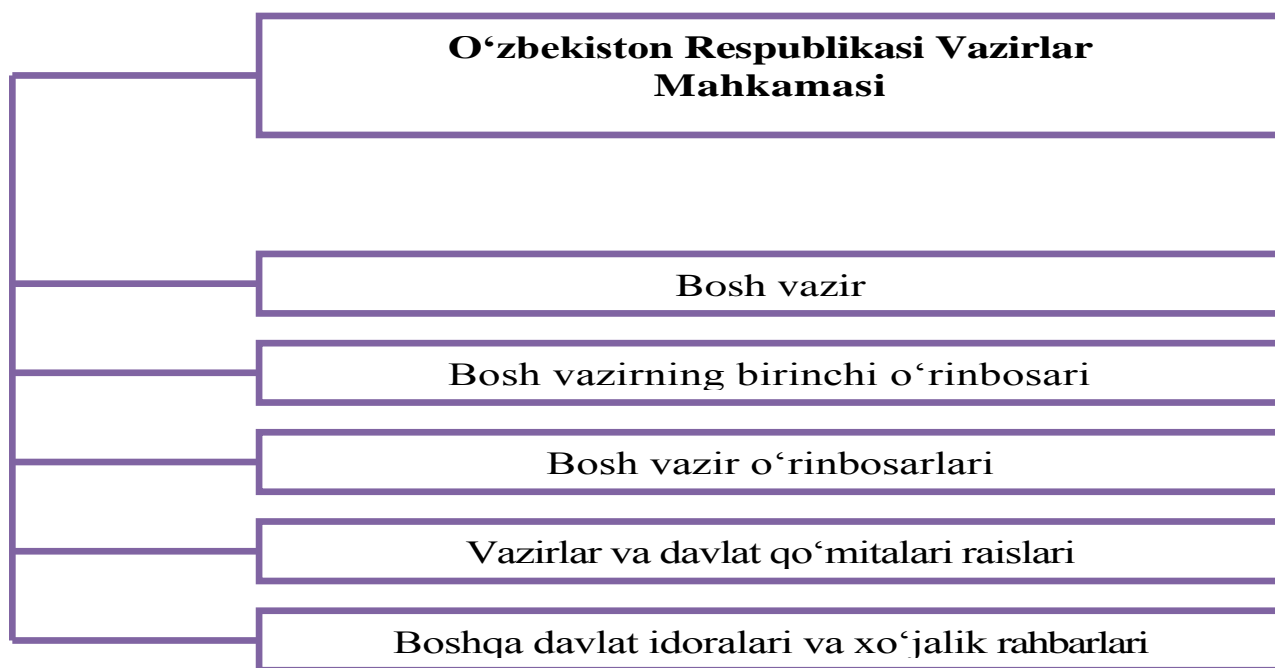 O‘zbekiston Respublikasi Vazirlar
Mahkamasi
Bosh vazir
Bosh vazirning birinchi o‘rinbosari
Bosh vazir o‘rinbosarlari
Vazirlar va davlat qo‘mitalari raislari
Boshqa davlat idoralari va xo‘jalik rahbarlari